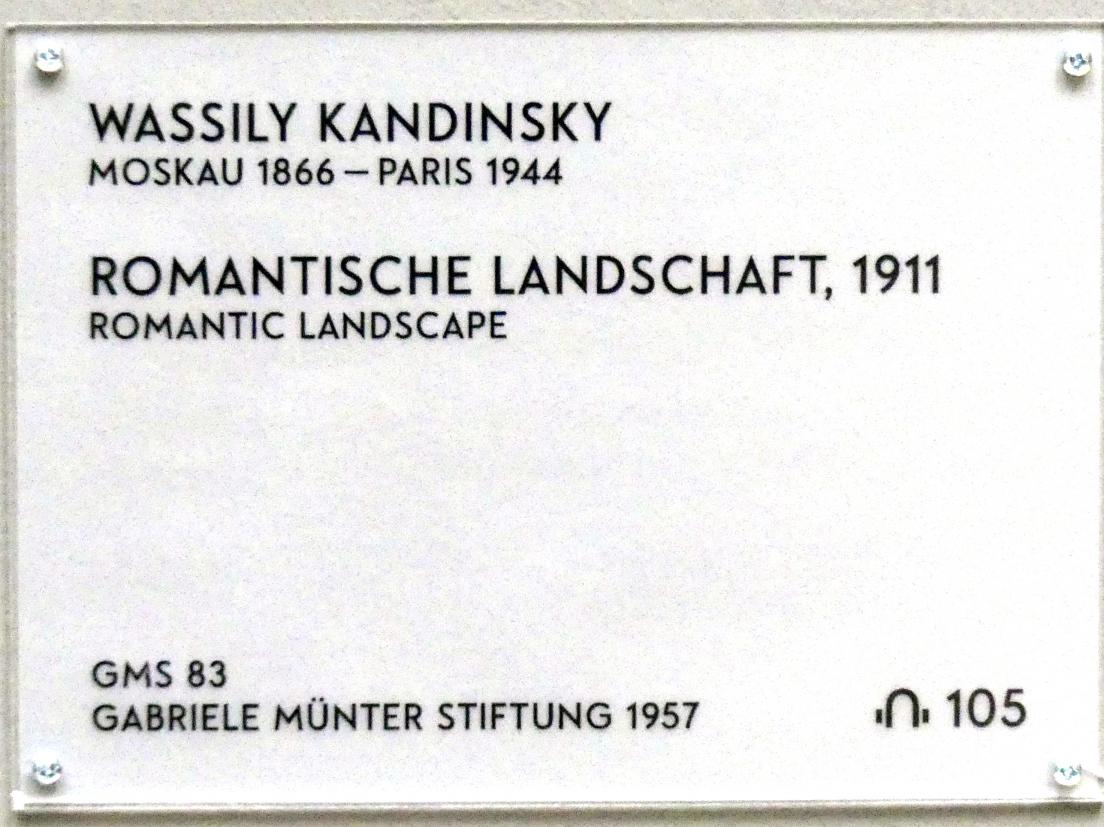 WASSILY KANDINSKY
MOSKAU 1866 – PARIS 1944
ROMANTISCHE LANDSCHAFT, 1911
ROMANTIC LANDSCAPE
GMS 83
GABRIELE MÜNTER STIFTUNG 1957
105